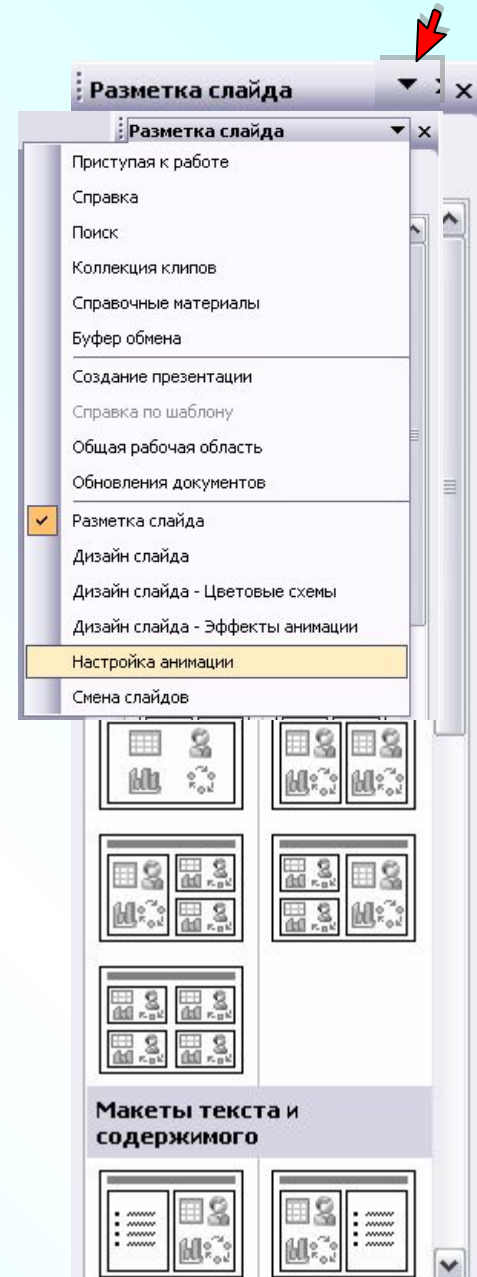 Разметка слайда
Разметка слайда
Приступая к работе
Справка
Поиск
Коллекция клипов
Справочные материалы
Буфер обмена
Создание презентации
Справка по шаблону
Общая рабочая область
Обновления документов
Разметка слайда
Дизайн слайда
Дизайн слайда - Цветовые схемы
Дизайн слайда - Эффекты анимации
Настройка анимации
Смена слайдов
Макеты текста и
содержимого